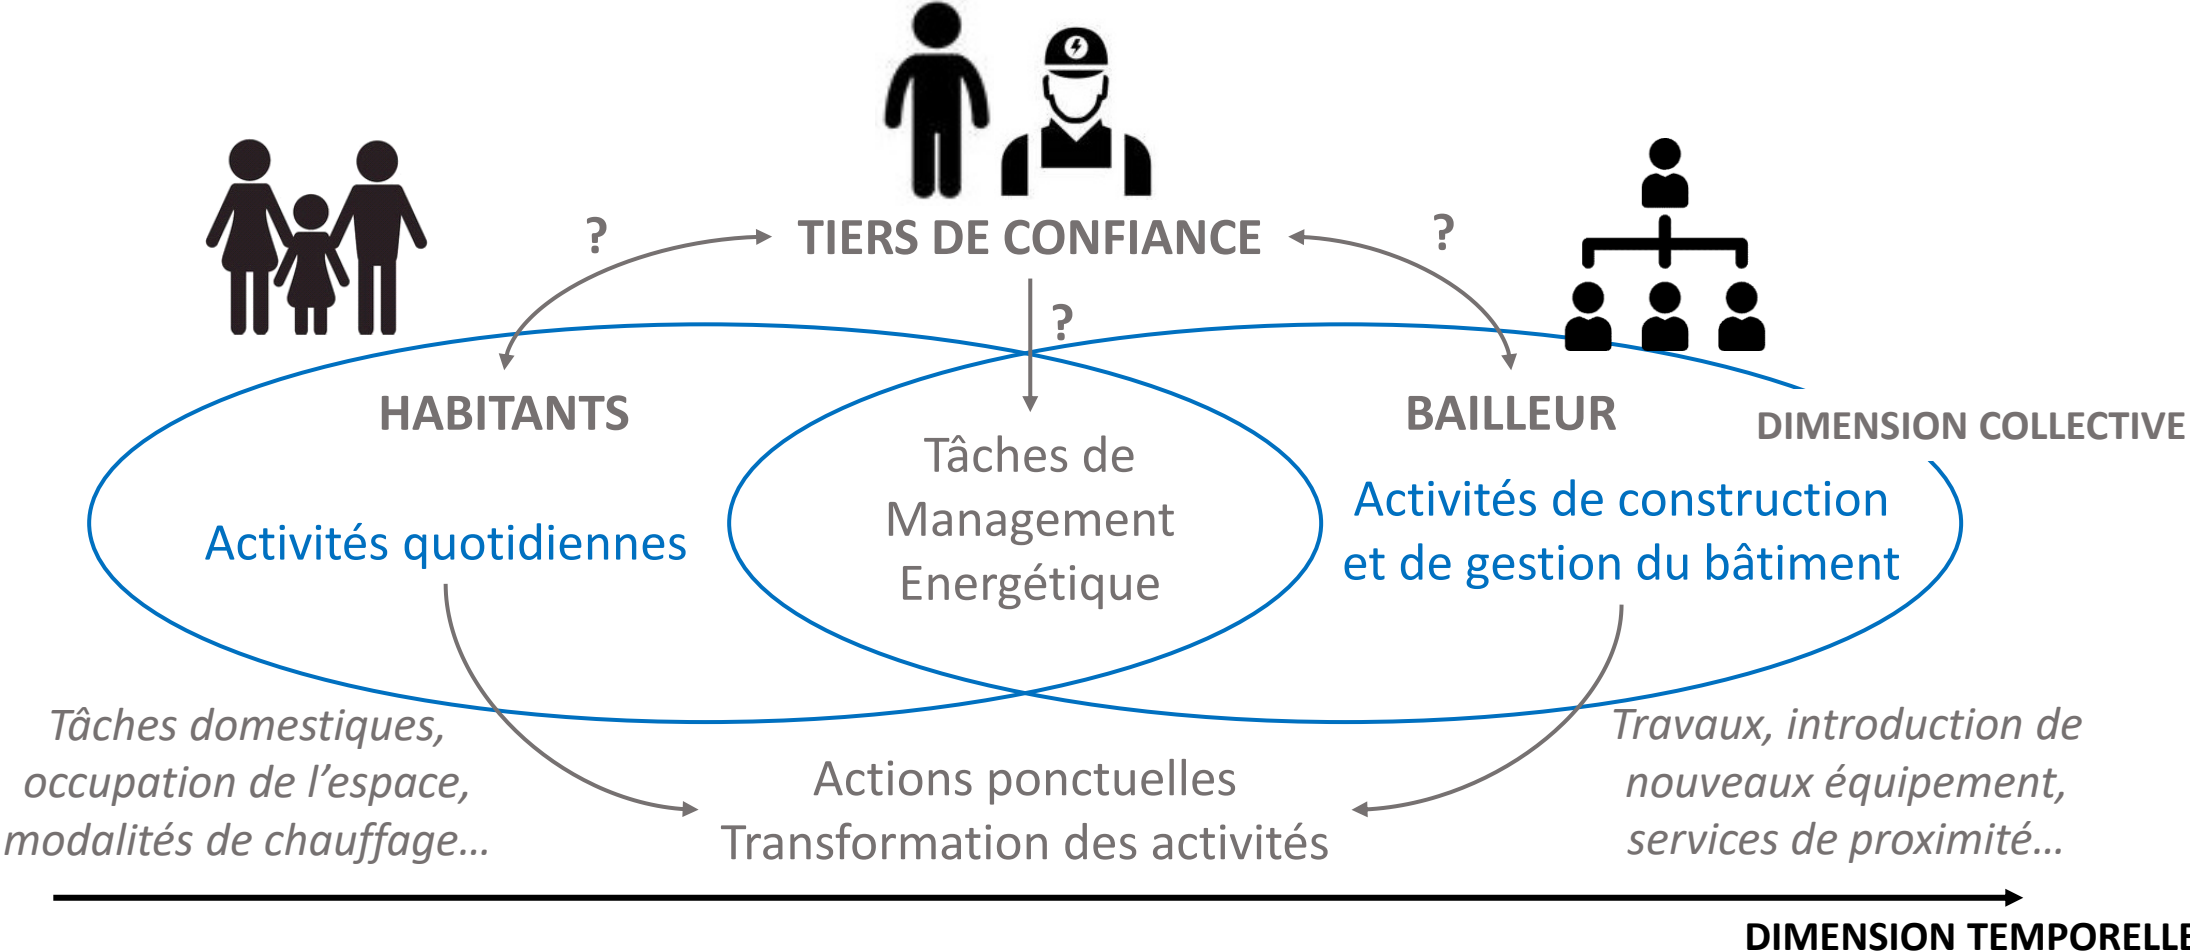 ?
TIERS DE CONFIANCE
?
?
HABITANTS
BAILLEUR
DIMENSION COLLECTIVE
Tâches de
Management
Energétique
Activités quotidiennes
Activités de construction
et de gestion du bâtiment
Tâches domestiques,
occupation de l’espace,
modalités de chauffage…
Actions ponctuelles
Transformation des activités
Travaux, introduction de
nouveaux équipement,
services de proximité…
DIMENSION TEMPORELLE